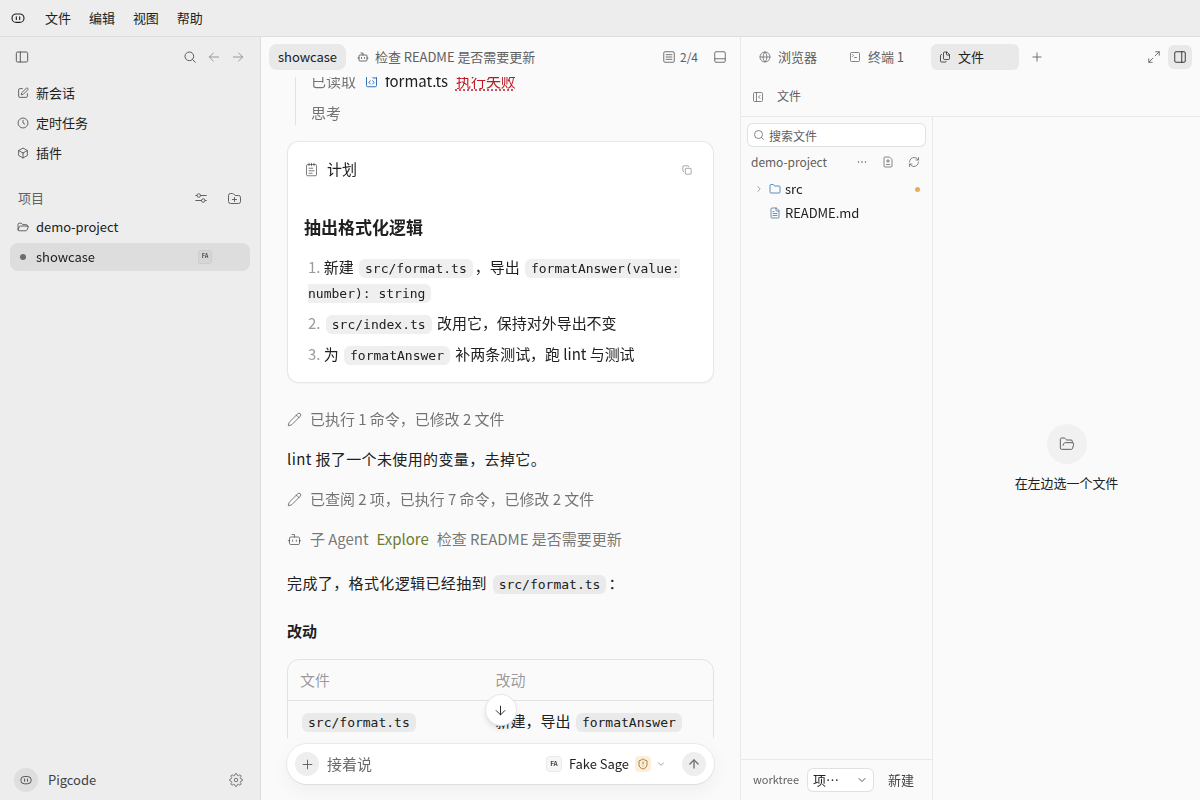 文件 编辑 视图 帮助
新会话
定时任务
插件
项目
demo-project
showcase FA
Pigcode
showcase 检查 README 是否需要更新 2/4
已读取 format.ts 执行失败
思考
计划
抽出格式化逻辑
1. 新建 src/format.ts ，导出 formatAnswer(value:
number): string
2. src/index.ts 改用它，保持对外导出不变
3. 为 formatAnswer 补两条测试，跑 lint 与测试
已执行 1 命令，已修改 2 文件
lint 报了一个未使用的变量，去掉它。
已查阅 2 项，已执行 7 命令，已修改 2 文件
子 Agent Explore 检查 README 是否需要更新
完成了，格式化逻辑已经抽到 src/format.ts ：
改动
文件 改动
src/format.ts 新建，导出 formatAnswer
接着说 FA Fake Sage
浏览器 终端 1 文件
文件
搜索文件
demo-project
src
README.md
在左边选一个文件
worktree 项… 新建